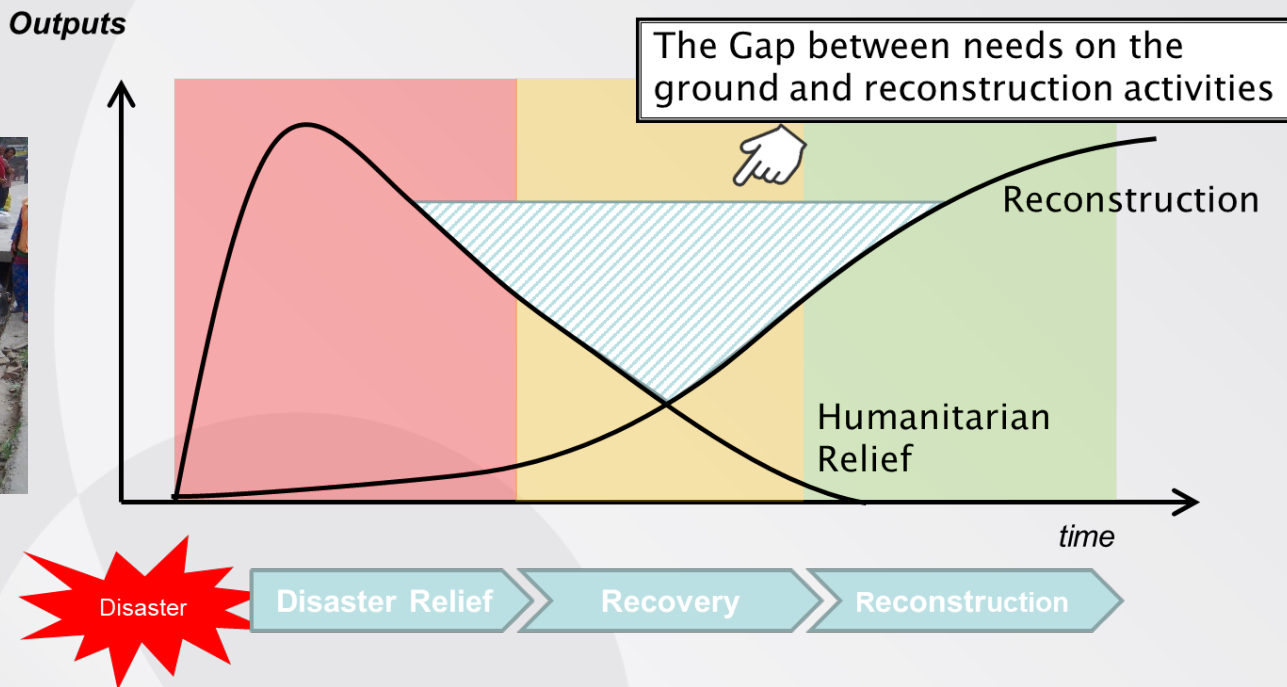 Outputs
The Gap between needs on the
ground and reconstruction activities
Reconstruction
Humanitarian
Relief
time
Disaster
Disaster Relief
Recovery
Reconstruction